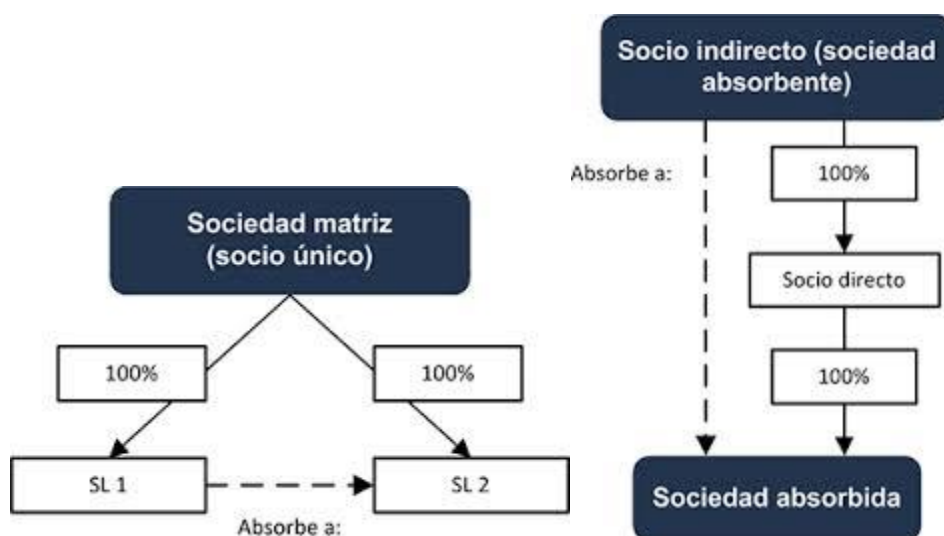 Sociedad matriz
(socio único)
100%
100%
SL 1
SL 2
Absorbe a:
Socio indirecto (sociedad
absorbente)
Absorbe a:
100%
Socio directo
100%
Sociedad absorbida